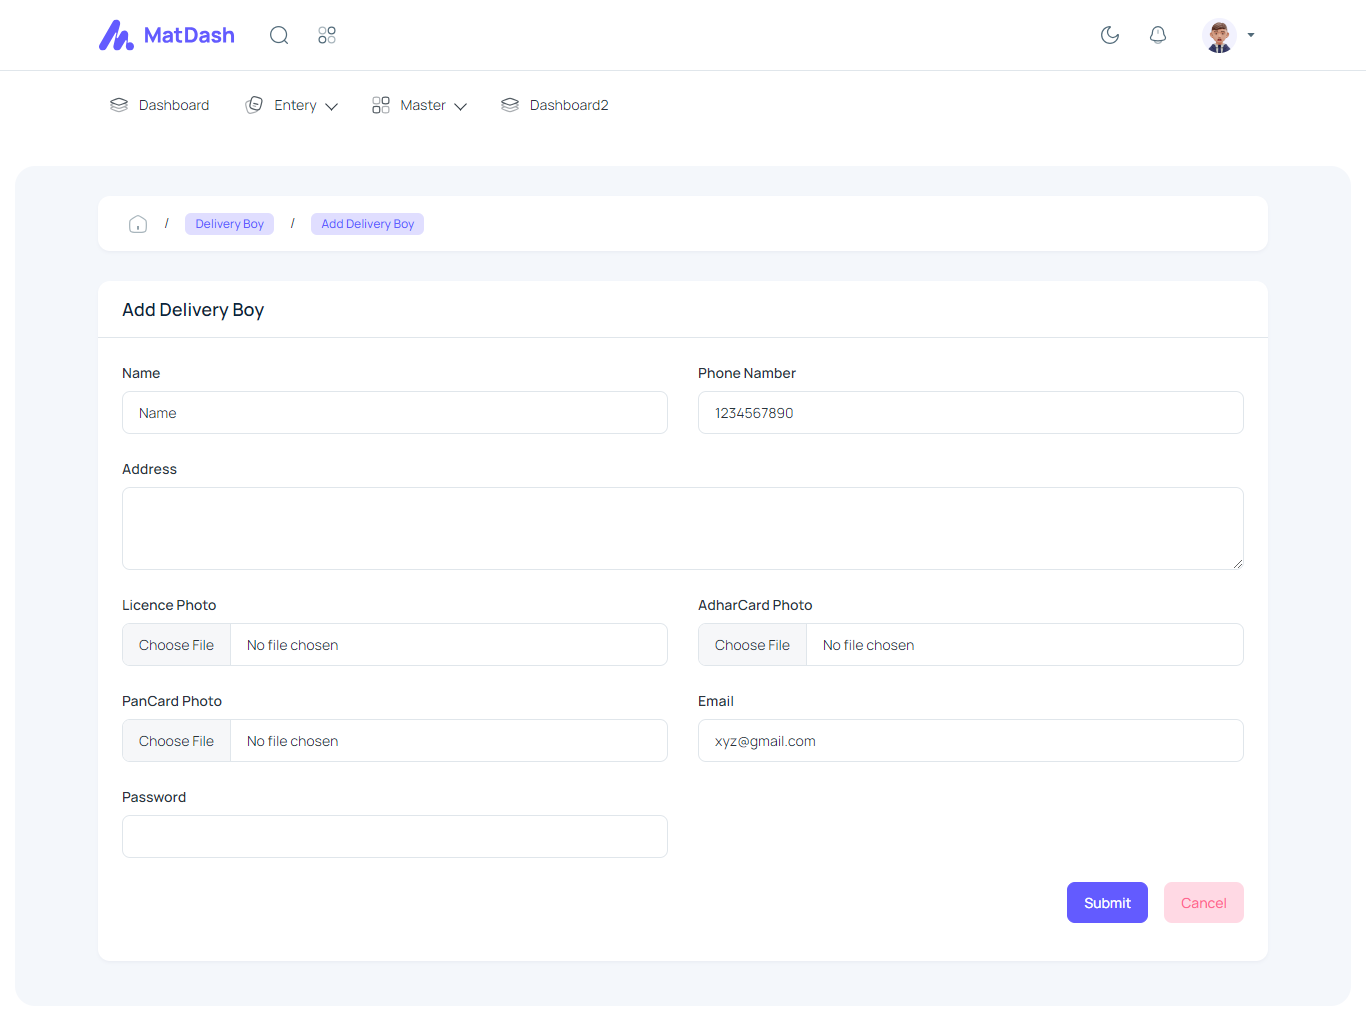 MatDash
Dashboard Entery Master Dashboard2
/ Delivery Boy / Add Delivery Boy
Add Delivery Boy
Name Phone Namber
Name 1234567890
Address
Licence Photo AdharCard Photo
Choose File No file chosen Choose File No file chosen
PanCard Photo Email
Choose File No file chosen xyz@gmail.com
Password
Submit Cancel